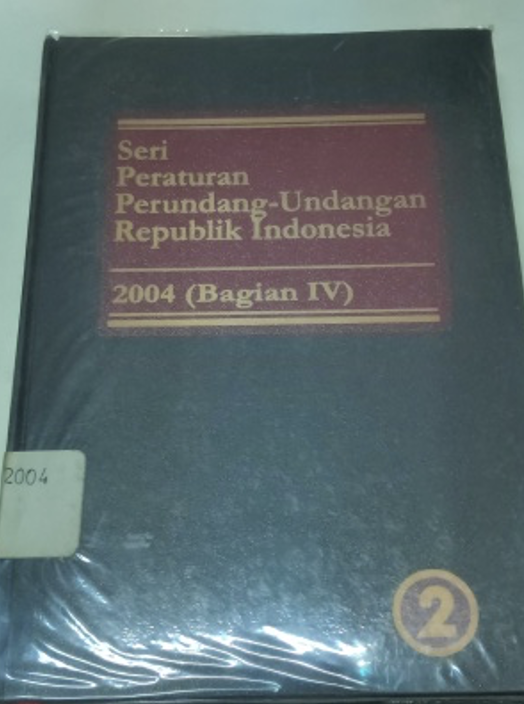 Seri
Peraturan
Perundang-Undangan
Republik Indonesia
2004 (Bagian IV)
2004
2